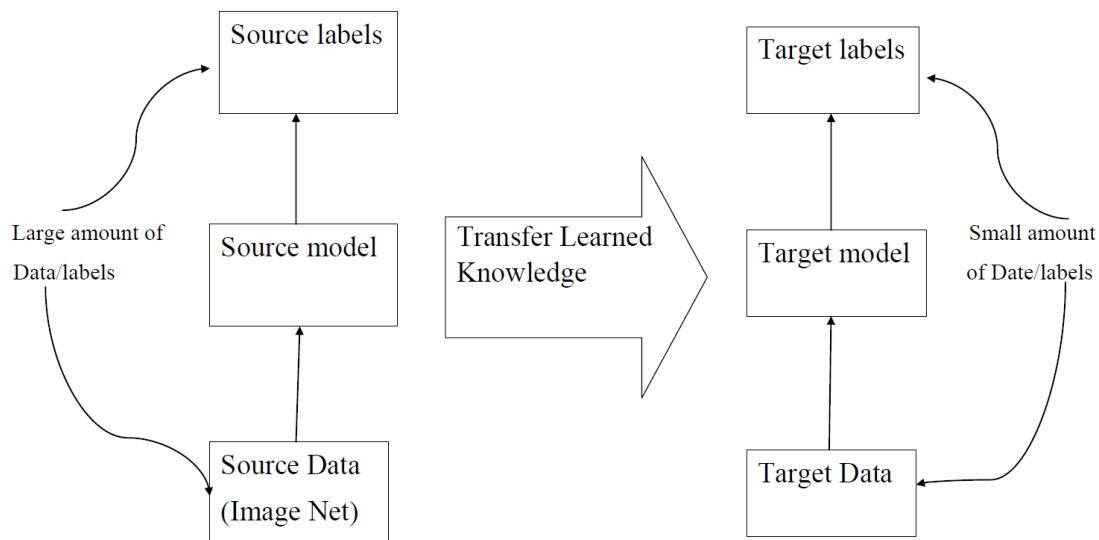 Source labels
Target labels
Large amount of
Data/labels
Source model
Transfer Learned
Knowledge
Target model
Small amount
of Date/labels
Source Data
(Image Net)
Target Data